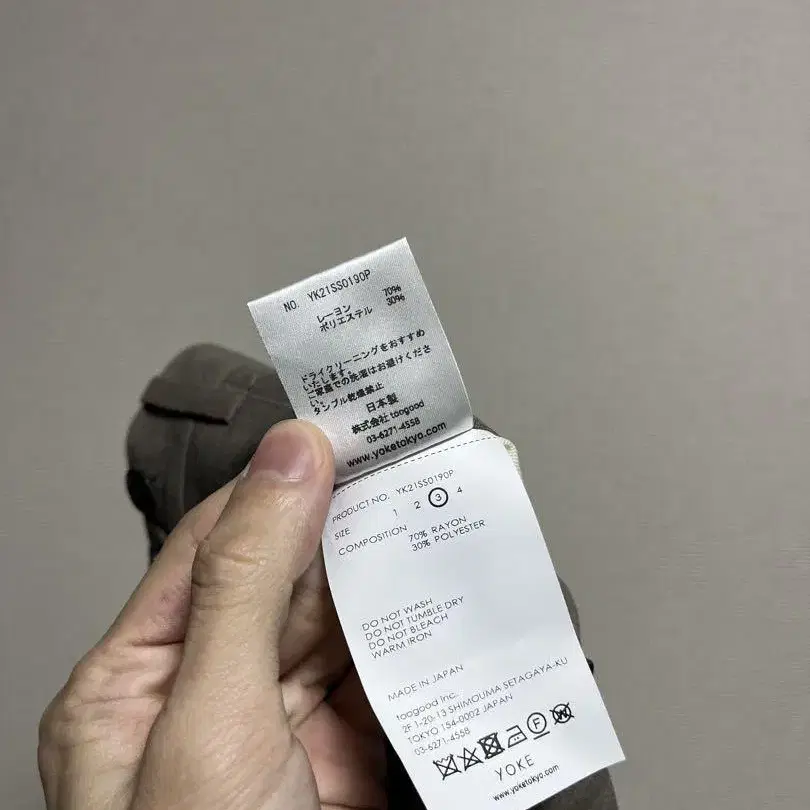 NO. YK21SS0190P
レーヨン 70%
ポリエステル 30%
ドライクリーニングをおすすめ
いたします。
ご家庭での洗濯はお避けくださ
い。
タンブル乾燥禁止
日本製
株式会社 toogood
03-6271-4558
www.yoketokyo.com
PRODUCT NO. YK21SS0190P
SIZE 1 2 3 4
COMPOSITION 70% RAYON
30% POLYESTER
DO NOT WASH
DO NOT TUMBLE DRY
DO NOT BLEACH
WARM IRON
MADE IN JAPAN
toogood Inc.
2F 1-20-13 SHIMOUMA SETAGAYA-KU
TOKYO 154-0002 JAPAN
03-6271-4558
P W
YOKE
www.yoketokyo.com